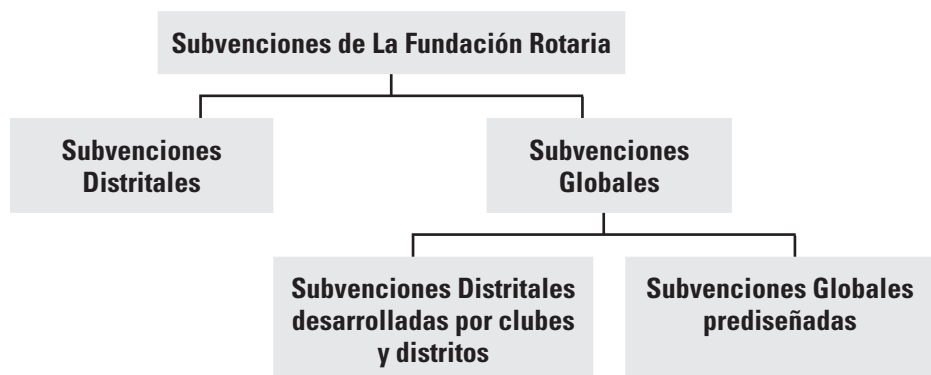 Subvenciones de La Fundación Rotaria
Subvenciones
Distritales
Subvenciones
Globales
Subvenciones Distritales
desarrolladas por clubes
y distritos
Subvenciones Globales
prediseñadas